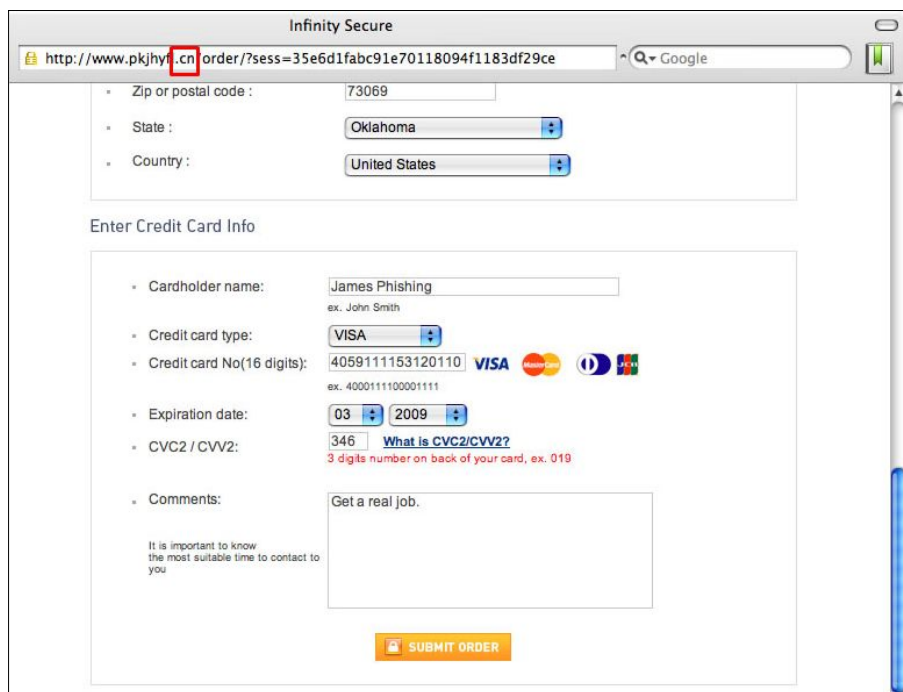 Infinity Secure
http://www.pkjhyf.cn/order/?sess=35e6d1fabc91e70118094f1183df29ce
Google
Zip or postal code :
73069
State :
Oklahoma
Country :
United States
Enter Credit Card Info
Cardholder name:
James Phishing
ex. John Smith
Credit card type:
VISA
Credit card No(16 digits):
4059111153120110
VISA
MasterCard
JCB
ex. 4000111100001111
Expiration date:
03
2009
CVC2 / CVV2:
346
What is CVC2/CVV2?
3 digits number on back of your card, ex. 019
Comments:
Get a real job.
It is important to know
the most suitable time to contact to
you
SUBMIT ORDER